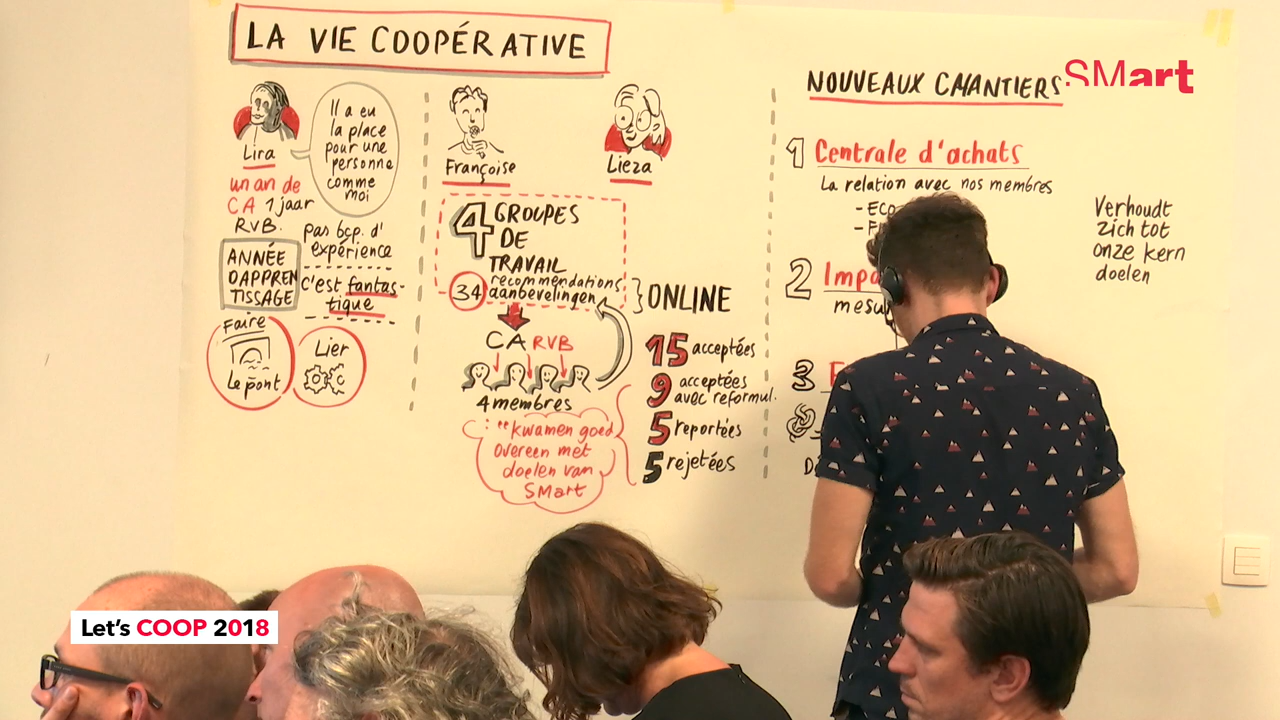 LA VIE COOPÉRATIVE
Lira
Il a eu
la place
pour une
personne
comme
moi
un an de
CA 1 jaar
RVB.
pas bcp. d'
expérience
ANNÉE
DAPPREN
TISSAGE
c'est fantas-
tique
Faire
le pont
Lier
Françoise
Lieza
4 GROUPES
DE
TRAVAIL
34 recommendations
aanbevelingen
ONLINE
CA RVB
4 membres
: "kwamen goed
overeen met
doelen van
SMart
15 acceptées
9 acceptées
avec reformul.
5 reportées
5 rejetées
NOUVEAUX CHANTIERS
SMart
1 Centrale d'achats
La relation avec nos membres
Verhoudt
zich tot
onze kern
doelen
2
3
Let's COOP 2018